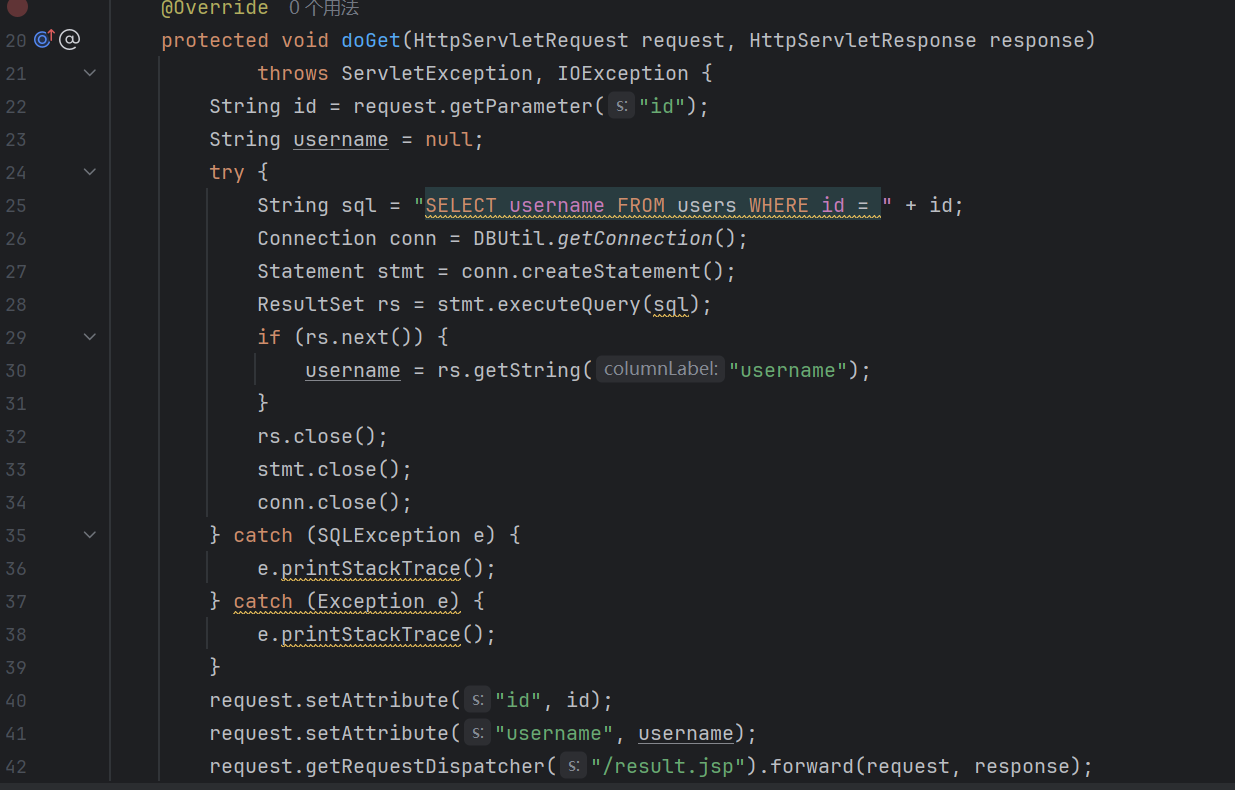 @Override 0 个用法
20 @ protected void doGet(HttpServletRequest request, HttpServletResponse response)
21 throws ServletException, IOException {
22 String id = request.getParameter( s: "id");
23 String username = null;
24 try {
25 String sql = "SELECT username FROM users WHERE id = " + id;
26 Connection conn = DBUtil.getConnection();
27 Statement stmt = conn.createStatement();
28 ResultSet rs = stmt.executeQuery(sql);
29 if (rs.next()) {
30 username = rs.getString( columnLabel: "username");
31 }
32 rs.close();
33 stmt.close();
34 conn.close();
35 } catch (SQLException e) {
36 e.printStackTrace();
37 } catch (Exception e) {
38 e.printStackTrace();
39 }
40 request.setAttribute( s: "id", id);
41 request.setAttribute( s: "username", username);
42 request.getRequestDispatcher( s: "/result.jsp").forward(request, response);